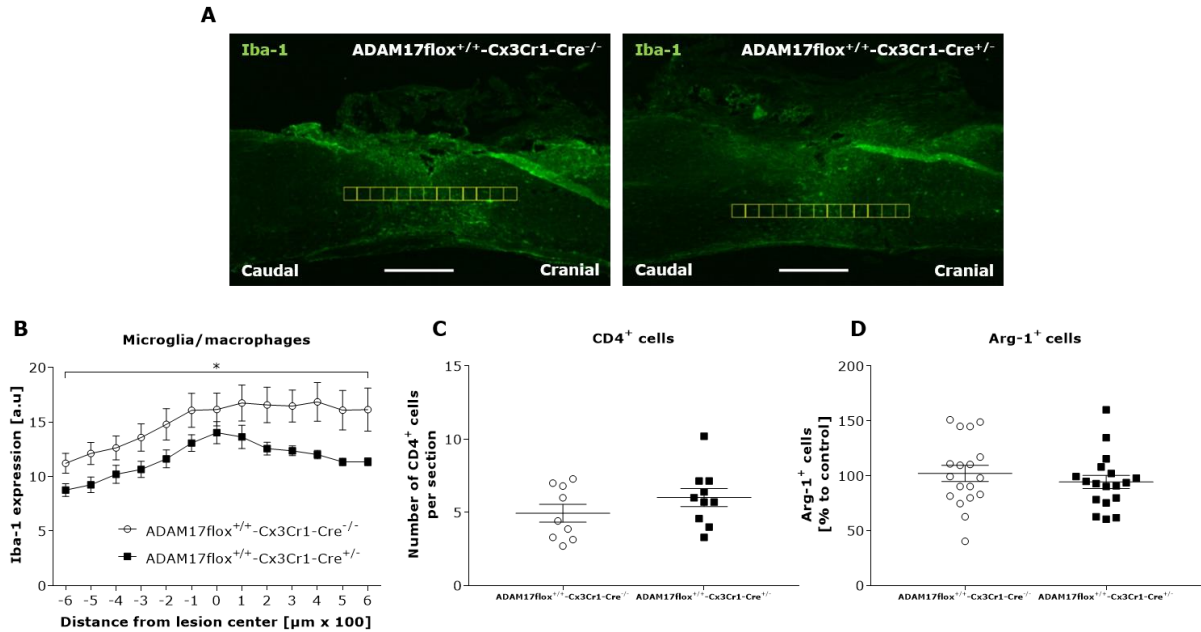 A
Iba-1 ADAM17flox+/+-Cx3Cr1-Cre-/-
Caudal Cranial
Iba-1 ADAM17flox+/+-Cx3Cr1-Cre+/-
Caudal Cranial
B
Microglia/macrophages
*
20
15
10
5
0
Iba-1 expression [a.u]
ADAM17flox+/+-Cx3Cr1-Cre-/-
ADAM17flox+/+-Cx3Cr1-Cre+/-
-6 -5 -4 -3 -2 -1 0 1 2 3 4 5 6
Distance from lesion center [µm x 100]
C
CD4+ cells
15
10
5
0
Number of CD4+ cells
per section
ADAM17flox+/+-Cx3Cr1-Cre-/- ADAM17flox+/+-Cx3Cr1-Cre+/-
D
Arg-1+ cells
200
150
100
50
0
Arg-1+ cells
[% to control]
ADAM17flox+/+-Cx3Cr1-Cre-/- ADAM17flox+/+-Cx3Cr1-Cre+/-